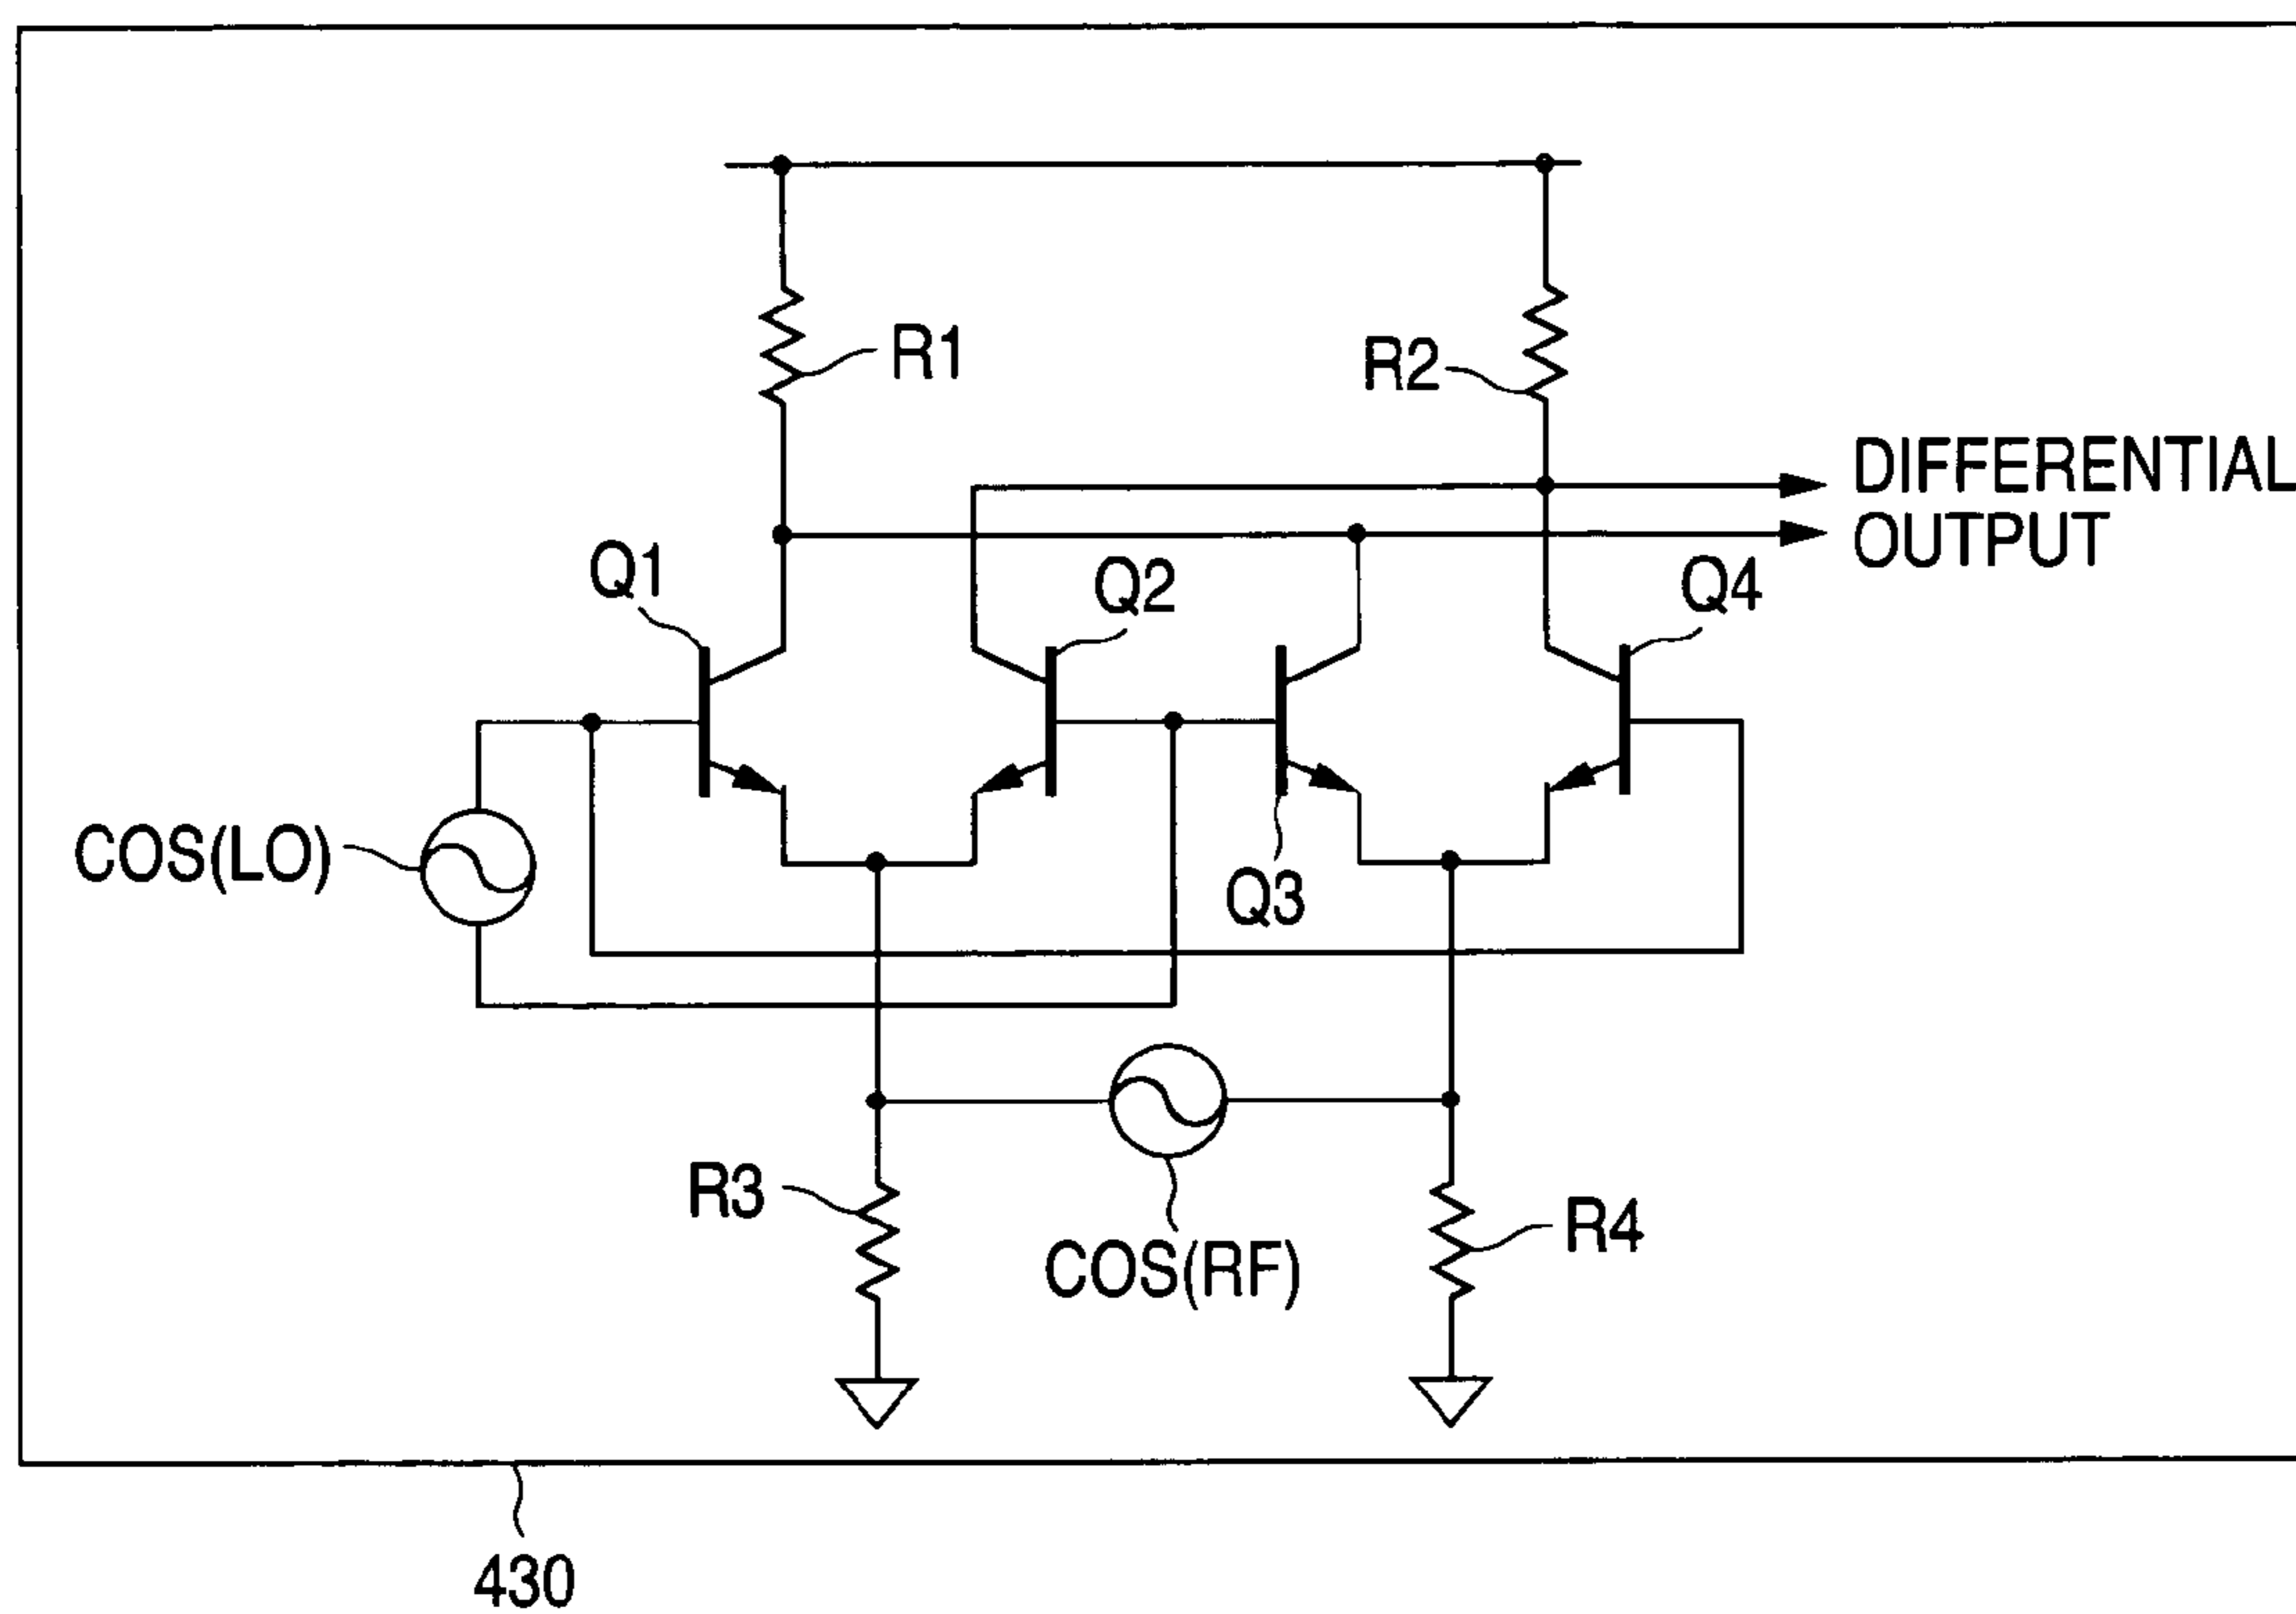 R1
R2
DIFFERENTIAL
OUTPUT
Q1
Q2
Q4
COS(LO)
Q3
R3
R4
COS(RF)
430